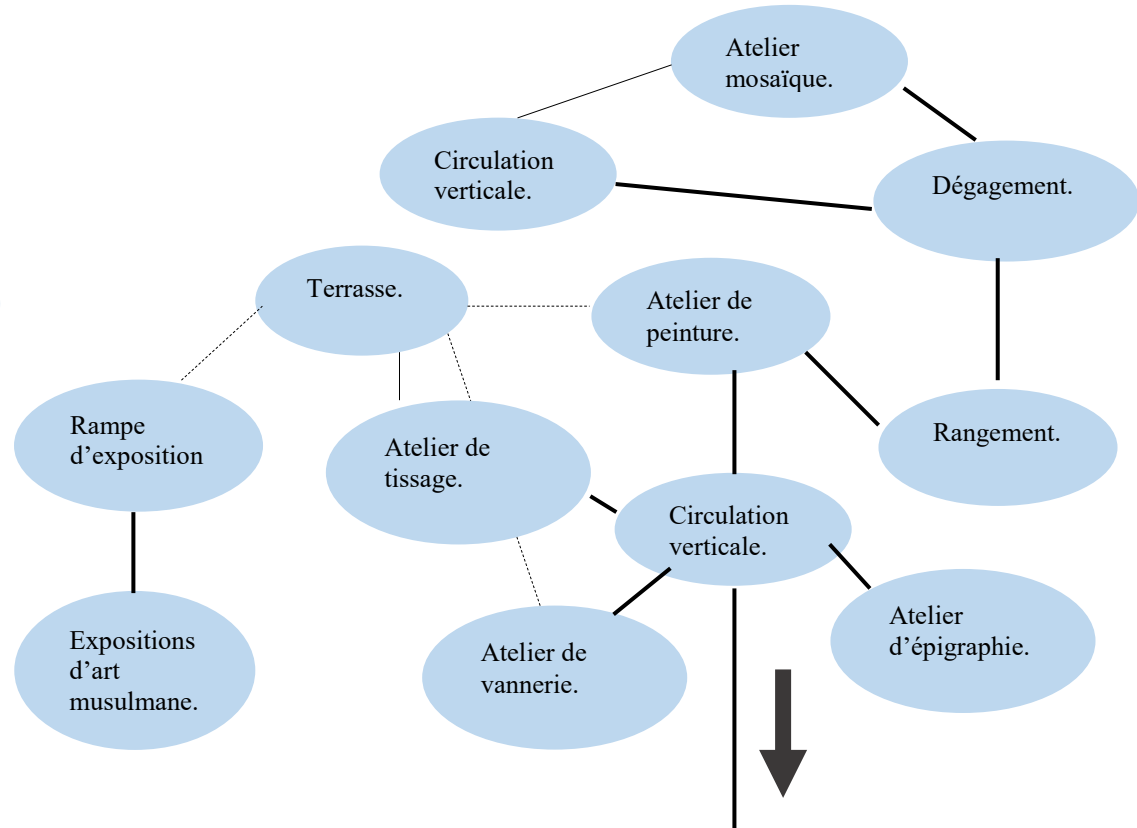 Atelier
mosaïque.
Circulation
verticale.
Dégagement.
Terrasse.
Atelier de
peinture.
Rampe
d’exposition
Atelier de
tissage.
Rangement.
Circulation
verticale.
Expositions
d’art
musulmane.
Atelier de
vannerie.
Atelier
d’épigraphie.